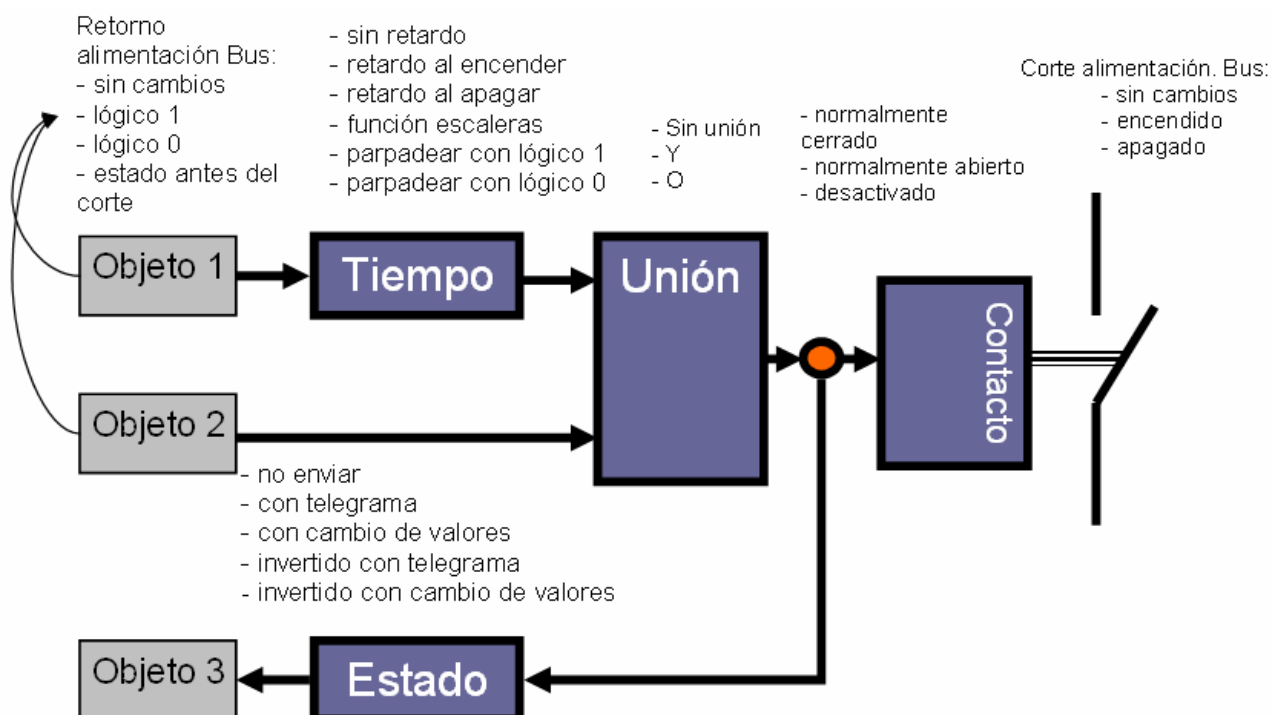 Retorno
alimentación Bus:
- sin cambios
- lógico 1
- lógico 0
- estado antes del
corte
- sin retardo
- retardo al encender
- retardo al apagar
- función escaleras
- parpadear con lógico 1
- parpadear con lógico 0
- Sin unión
- Y
- O
- normalmente
cerrado
- normalmente abierto
- desactivado
Corte alimentación. Bus:
- sin cambios
- encendido
- apagado
Objeto 1
Tiempo
Unión
Contacto
Objeto 2
- no enviar
- con telegrama
- con cambio de valores
- invertido con telegrama
- invertido con cambio de valores
Objeto 3
Estado